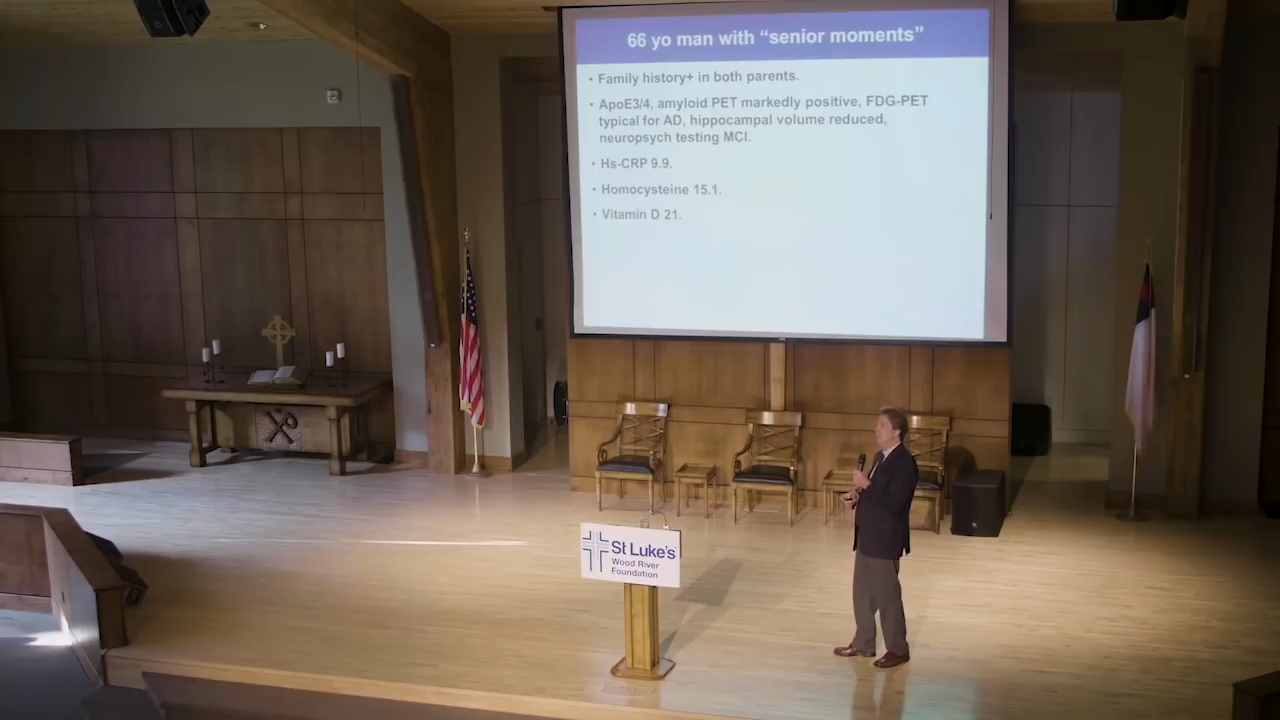 66 yo man with “senior moments”
• Family history+ in both parents.
• ApoE3/4, amyloid PET markedly positive, FDG-PET
typical for AD, hippocampal volume reduced,
neuropsych testing MCI.
• Hs-CRP 9.9.
• Homocysteine 15.1.
• Vitamin D 21.
St Luke's
Wood River
Foundation